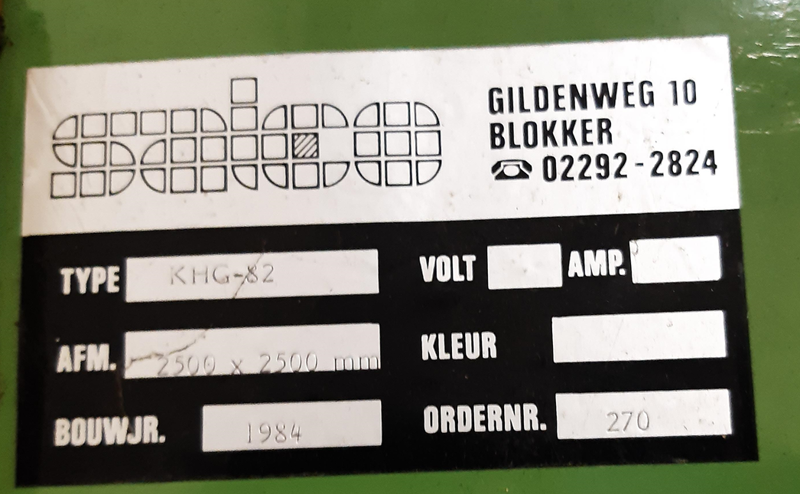 saico
GILDENWEG 10
BLOKKER
☎ 02292-2824
TYPE KHG-82
VOLT AMP.
AFM. 2500 x 2500 mm
KLEUR
BOUWJR. 1984
ORDERNR. 270